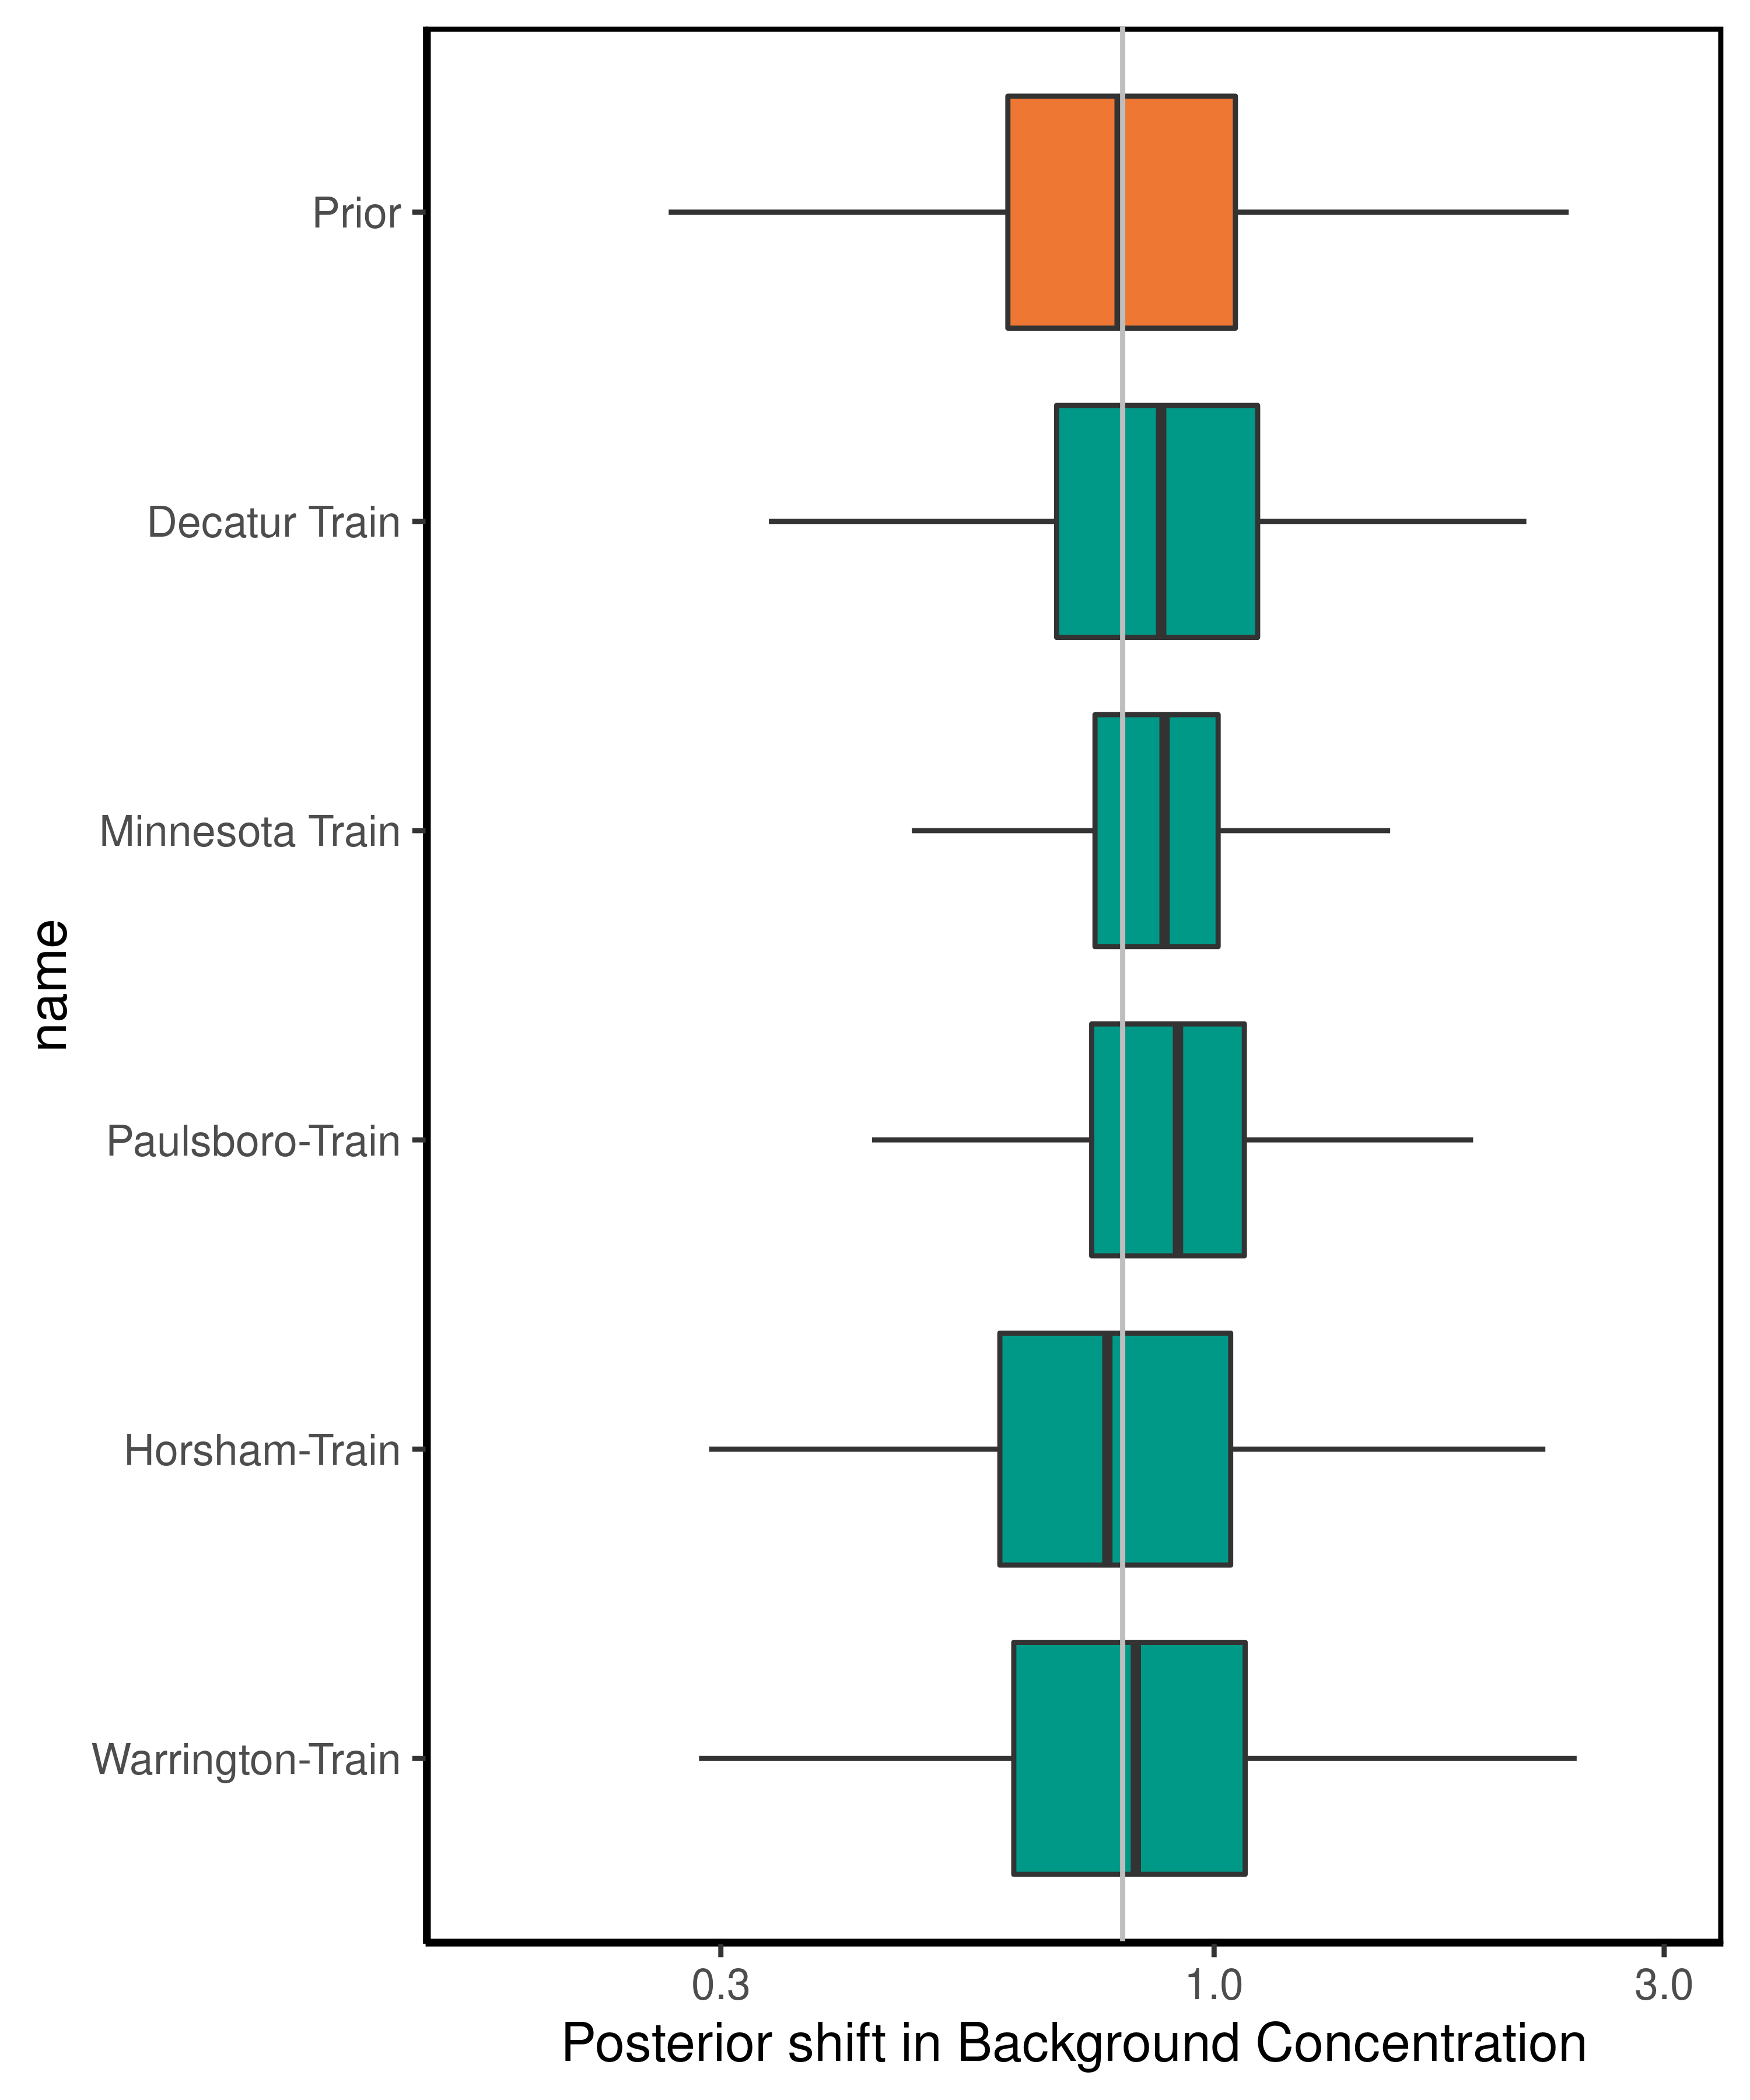 Prior
Decatur Train
Minnesota Train
name
Paulsboro-Train
Horsham-Train
Warrington-Train
0.3 1.0 3.0
Posterior shift in Background Concentration